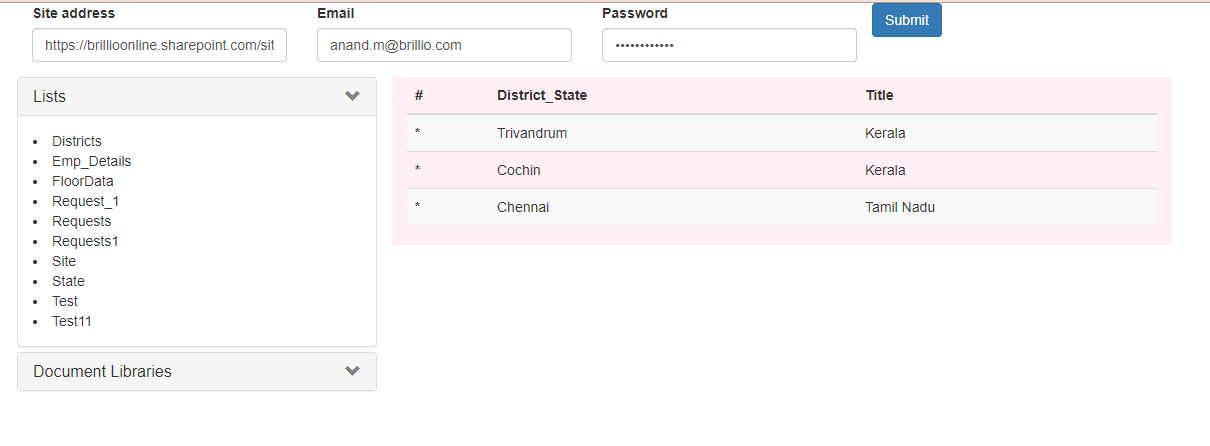 Site address Email Password Submit
https://brillioonline.sharepoint.com/sit anand.m@brillio.com ••••••••••••
Lists
• Districts
• Emp_Details
• FloorData
• Request_1
• Requests
• Requests1
• Site
• State
• Test
• Test11
Document Libraries
# District_State Title
* Trivandrum Kerala
* Cochin Kerala
* Chennai Tamil Nadu